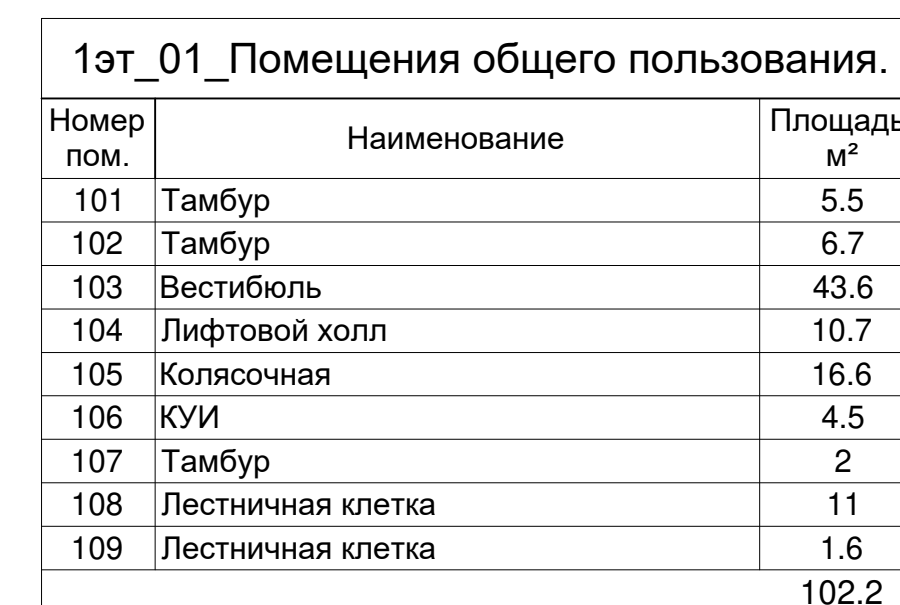 1эт_01_Помещения общего пользования.
Номер пом. Наименование Площадь м²
101 Тамбур 5.5
102 Тамбур 6.7
103 Вестибюль 43.6
104 Лифтовой холл 10.7
105 Колясочная 16.6
106 КУИ 4.5
107 Тамбур 2
108 Лестничная клетка 11
109 Лестничная клетка 1.6
102.2